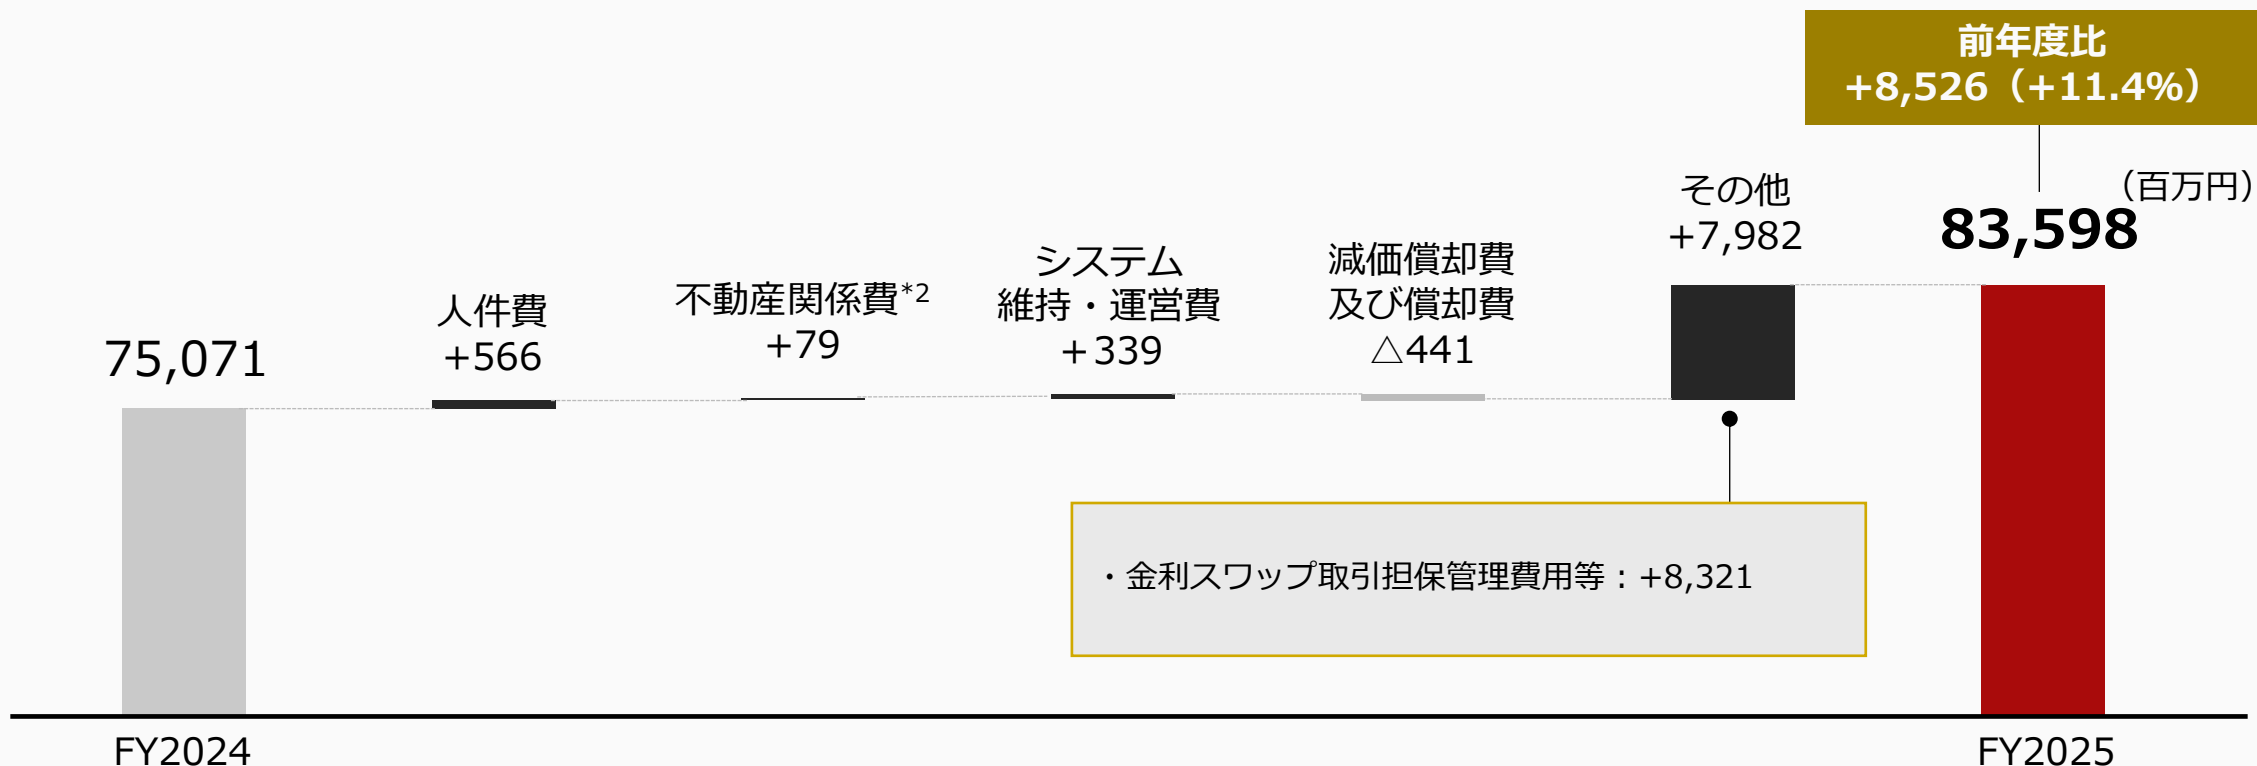 前年度比
+8,526（+11.4%）
（百万円）
75,071
人件費
+566
不動産関係費*2
+79
システム
維持・運営費
+339
減価償却費
及び償却費
△441
その他
+7,982
83,598
・金利スワップ取引担保管理費用等：+8,321
FY2024
FY2025